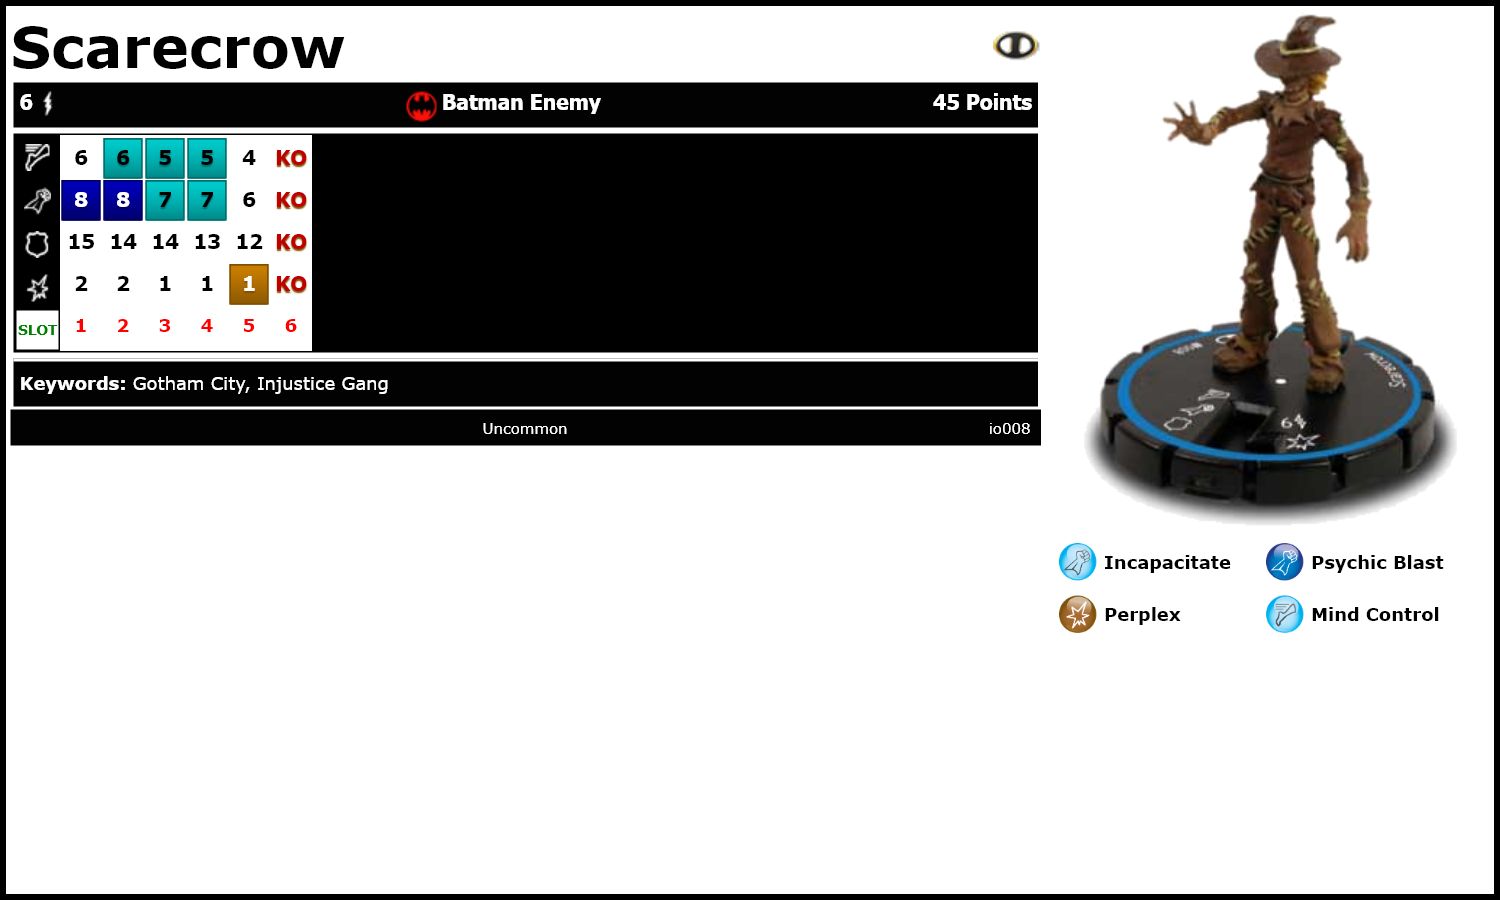 Scarecrow
6 Batman Enemy 45 Points
6 6 5 5 4 KO
8 8 7 7 6 KO
15 14 14 13 12 KO
2 2 1 1 1 KO
SLOT 1 2 3 4 5 6
Keywords: Gotham City, Injustice Gang
Uncommon io008
Scarecrow
6
Incapacitate Psychic Blast
Perplex Mind Control